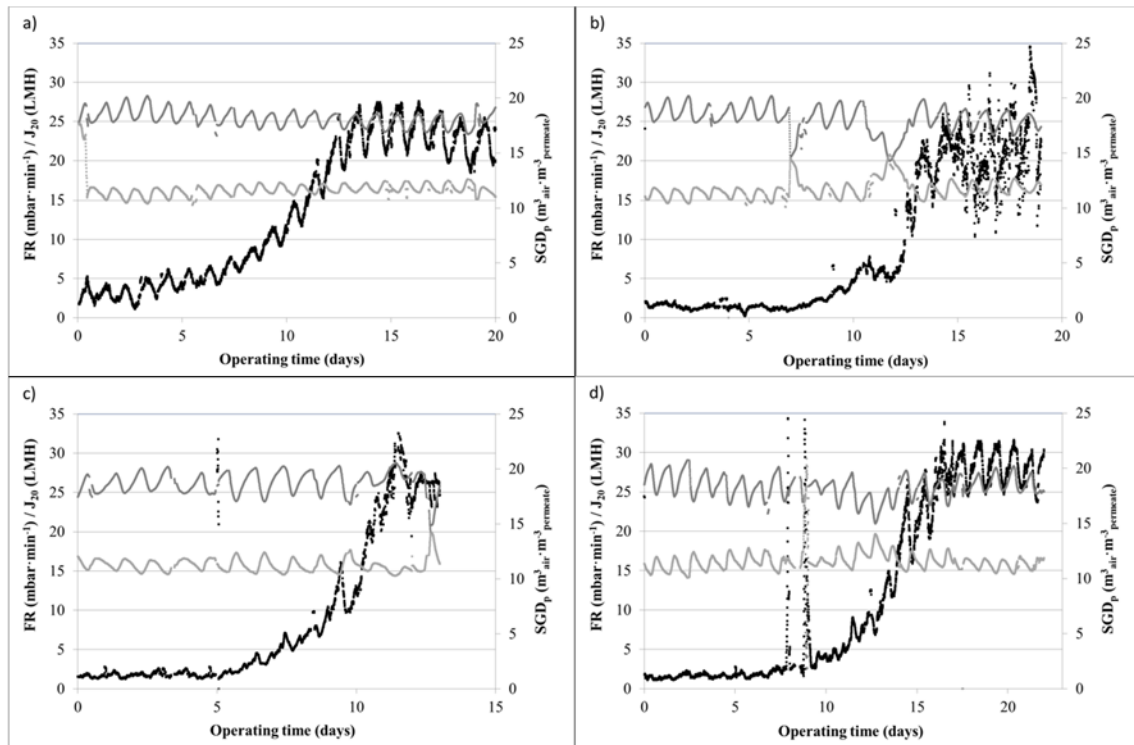 a)
FR (mbar·min⁻¹) / J₂₀ (LMH)
35
30
25
20
15
10
5
0
0 5 10 15 20
Operating time (days)
25
20
15
10
5
0
SGDₚ (m³ₐᵢᵣ·m⁻³ₚₑᵣₘₑₐₜₑ)
b)
FR (mbar·min⁻¹) / J₂₀ (LMH)
35
30
25
20
15
10
5
0
0 5 10 15 20
Operating time (days)
25
20
15
10
5
0
SGDₚ (m³ₐᵢᵣ·m⁻³ₚₑᵣₘₑₐₜₑ)
c)
FR (mbar·min⁻¹) / J₂₀ (LMH)
35
30
25
20
15
10
5
0
0 5 10 15
Operating time (days)
25
20
15
10
5
0
SGDₚ (m³ₐᵢᵣ·m⁻³ₚₑᵣₘₑₐₜₑ)
d)
FR (mbar·min⁻¹) / J₂₀ (LMH)
35
30
25
20
15
10
5
0
0 5 10 15 20
Operating time (days)
25
20
15
10
5
0
SGDₚ (m³ₐᵢᵣ·m⁻³ₚₑᵣₘₑₐₜₑ)